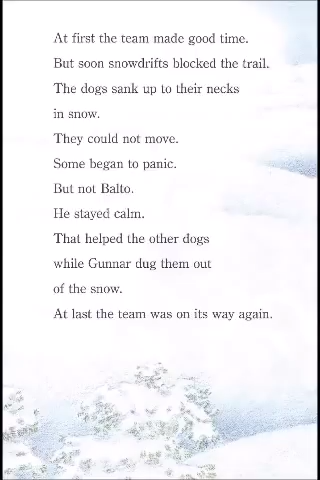 At first the team made good time.
But soon snowdrifts blocked the trail.
The dogs sank up to their necks
in snow.
They could not move.
Some began to panic.
But not Balto.
He stayed calm.
That helped the other dogs
while Gunnar dug them out
of the snow.
At last the team was on its way again.